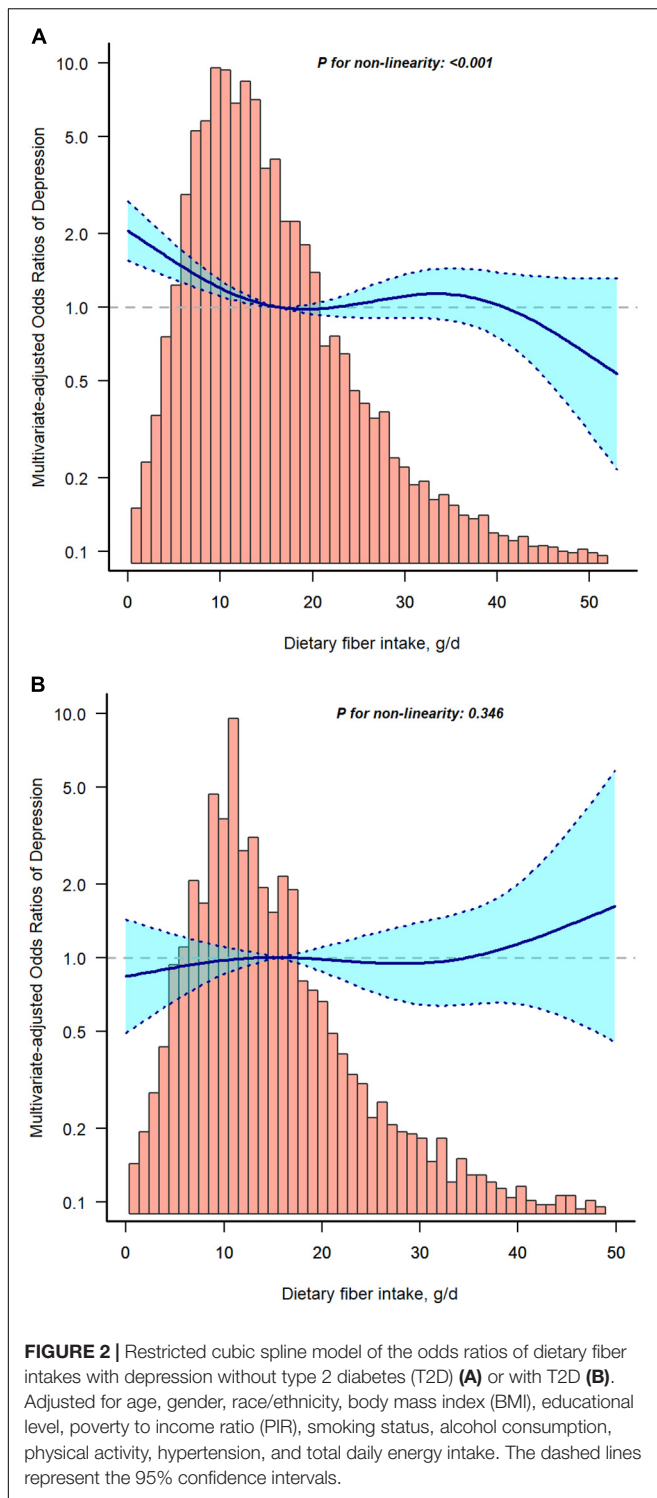 A
P for non-linearity: <0.001
Multivariate-adjusted Odds Ratios of Depression
10.0
5.0
2.0
1.0
0.5
0.2
0.1
0 10 20 30 40 50
Dietary fiber intake, g/d
B
P for non-linearity: 0.346
Multivariate-adjusted Odds Ratios of Depression
10.0
5.0
2.0
1.0
0.5
0.2
0.1
0 10 20 30 40 50
Dietary fiber intake, g/d
FIGURE 2 | Restricted cubic spline model of the odds ratios of dietary fiber
intakes with depression without type 2 diabetes (T2D) (A) or with T2D (B).
Adjusted for age, gender, race/ethnicity, body mass index (BMI), educational
level, poverty to income ratio (PIR), smoking status, alcohol consumption,
physical activity, hypertension, and total daily energy intake. The dashed lines
represent the 95% confidence intervals.